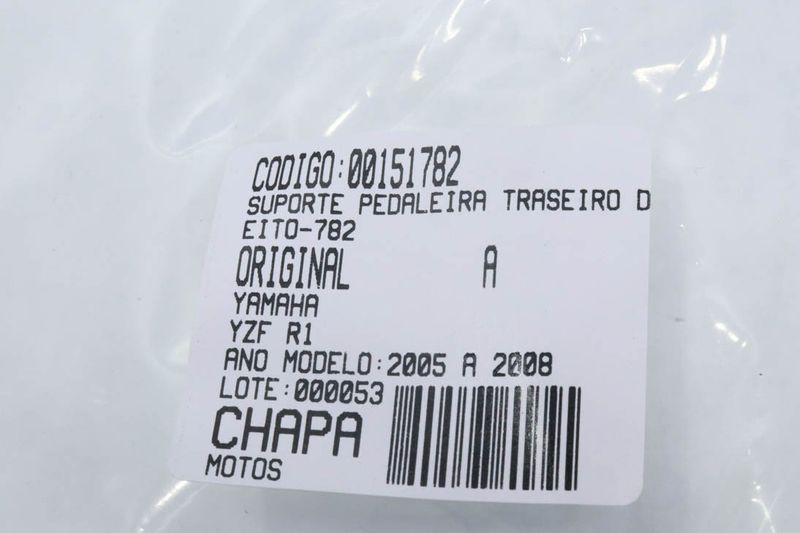 CODIGO:00151782
SUPORTE PEDALEIRA TRASEIRO D
EITO-782
ORIGINAL A
YAMAHA
YZF R1
ANO MODELO:2005 A 2008
LOTE:000053
CHAPA
MOTOS